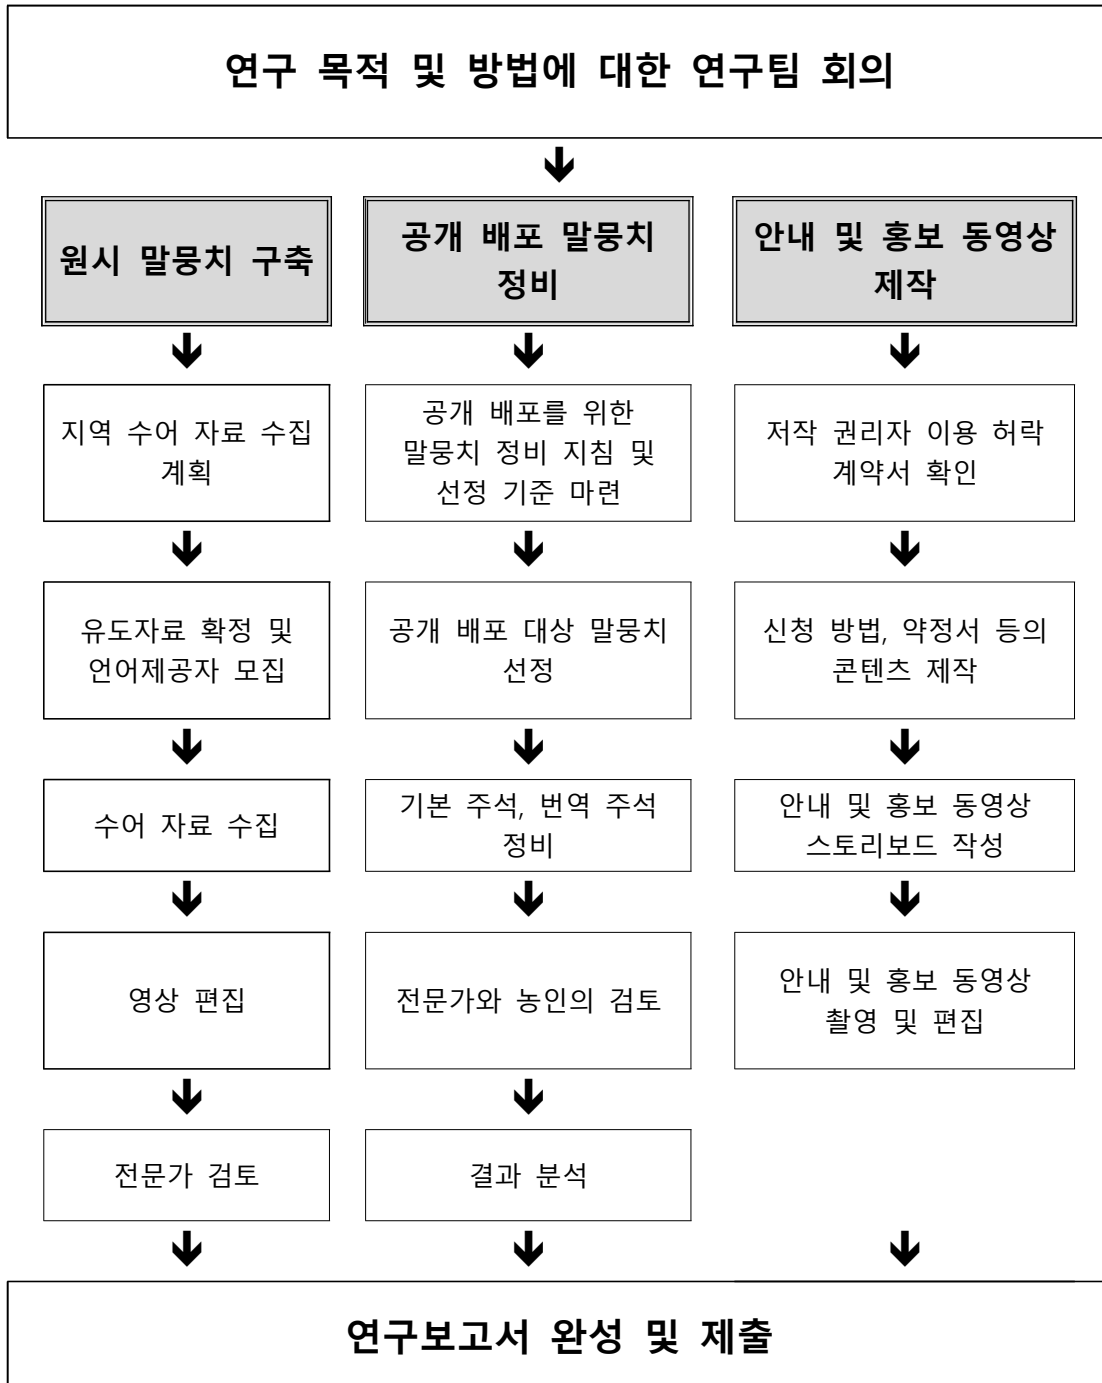 연구 목적 및 방법에 대한 연구팀 회의
원시 말뭉치 구축
공개 배포 말뭉치
정비
안내 및 홍보 동영상
제작
지역 수어 자료 수집
계획
공개 배포를 위한
말뭉치 정비 지침 및
선정 기준 마련
저작 권리자 이용 허락
계약서 확인
유도자료 확정 및
언어제공자 모집
공개 배포 대상 말뭉치
선정
신청 방법, 약정서 등의
콘텐츠 제작
수어 자료 수집
기본 주석, 번역 주석
정비
안내 및 홍보 동영상
스토리보드 작성
영상 편집
전문가와 농인의 검토
안내 및 홍보 동영상
촬영 및 편집
전문가 검토
결과 분석
연구보고서 완성 및 제출